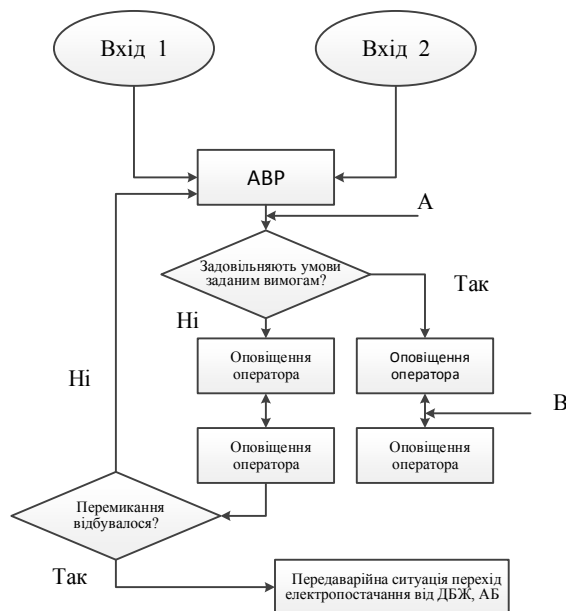 Вхід 1
Вхід 2
АВР
А
Задовільняють умови
заданим вимогам?
Так
Ні
Оповіщення
оператора
Оповіщення
оператора
Ні
В
Оповіщення
оператора
Оповіщення
оператора
Перемикання
відбувалося?
Так
Передаварійна ситуація перехід
електропостачання від ДБЖ, АБ